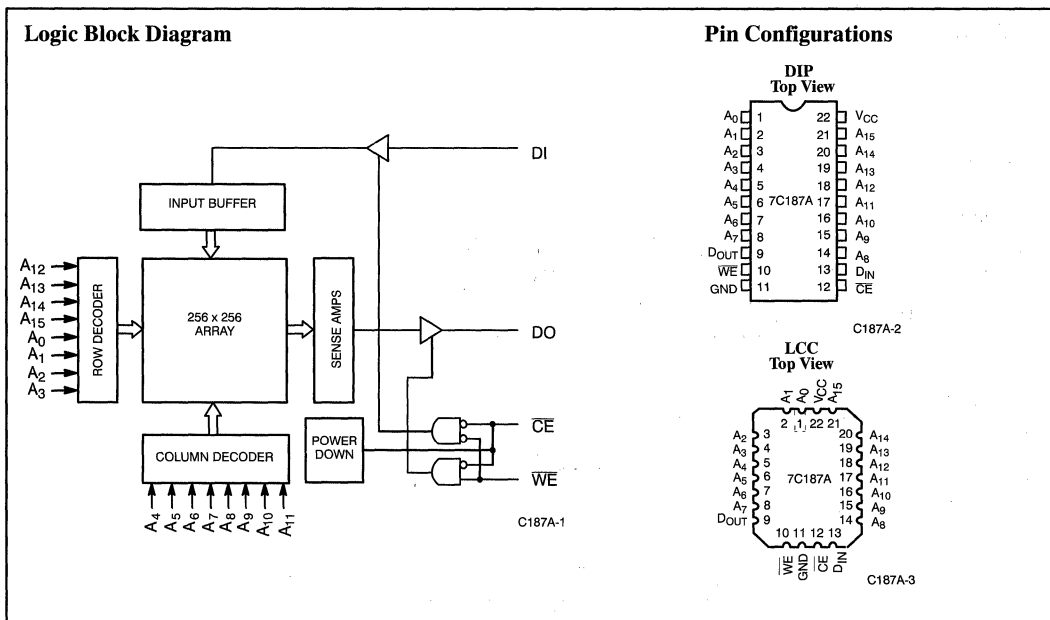 Logic Block Diagram
DI
INPUT BUFFER
A12
A13
A14
A15
A0
A1
A2
A3
ROW DECODER
256 x 256
ARRAY
SENSE AMPS
DO
COLUMN DECODER
A4
A5
A6
A7
A8
A9
A10
A11
POWER
DOWN
C̅E̅
W̅E̅
C187A-1
Pin Configurations
DIP
Top View
A0 1 22 VCC
A1 2 21 A15
A2 3 20 A14
A3 4 19 A13
A4 5 18 A12
A5 6 7C187A 17 A11
A6 7 16 A10
A7 8 15 A9
DOUT 9 14 A8
W̅E̅ 10 13 DIN
GND 11 12 C̅E̅
C187A-2
LCC
Top View
A1 A0 VCC A15
2 1 22 21
A2 3 20 A14
A3 4 19 A13
A4 5 18 A12
A5 6 7C187A 17 A11
A6 7 16 A10
A7 8 15 A9
DOUT 9 14 A8
10 11 12 13
W̅E̅ GND C̅E̅ DIN
C187A-3